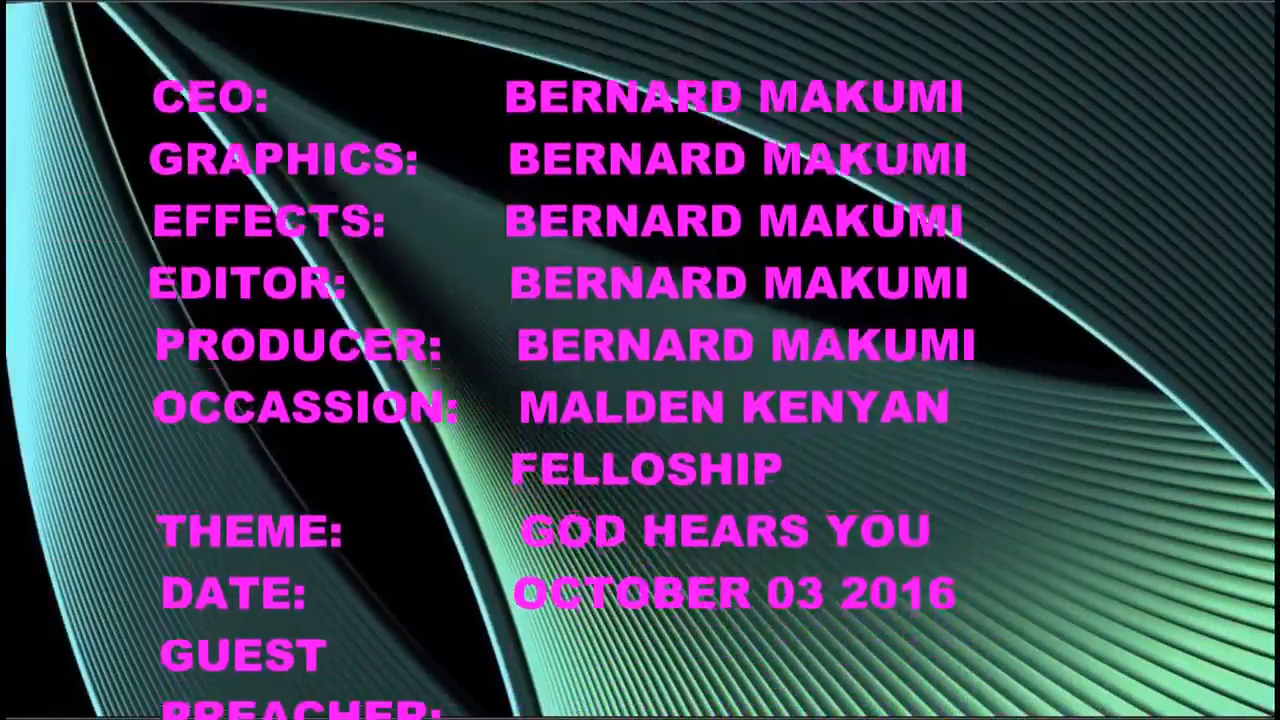 CEO: BERNARD MAKUMI
GRAPHICS: BERNARD MAKUMI
EFFECTS: BERNARD MAKUMI
EDITOR: BERNARD MAKUMI
PRODUCER: BERNARD MAKUMI
OCCASSION: MALDEN KENYAN
FELLOSHIP
THEME: GOD HEARS YOU
DATE: OCTOBER 03 2016
GUEST
PREACHER: